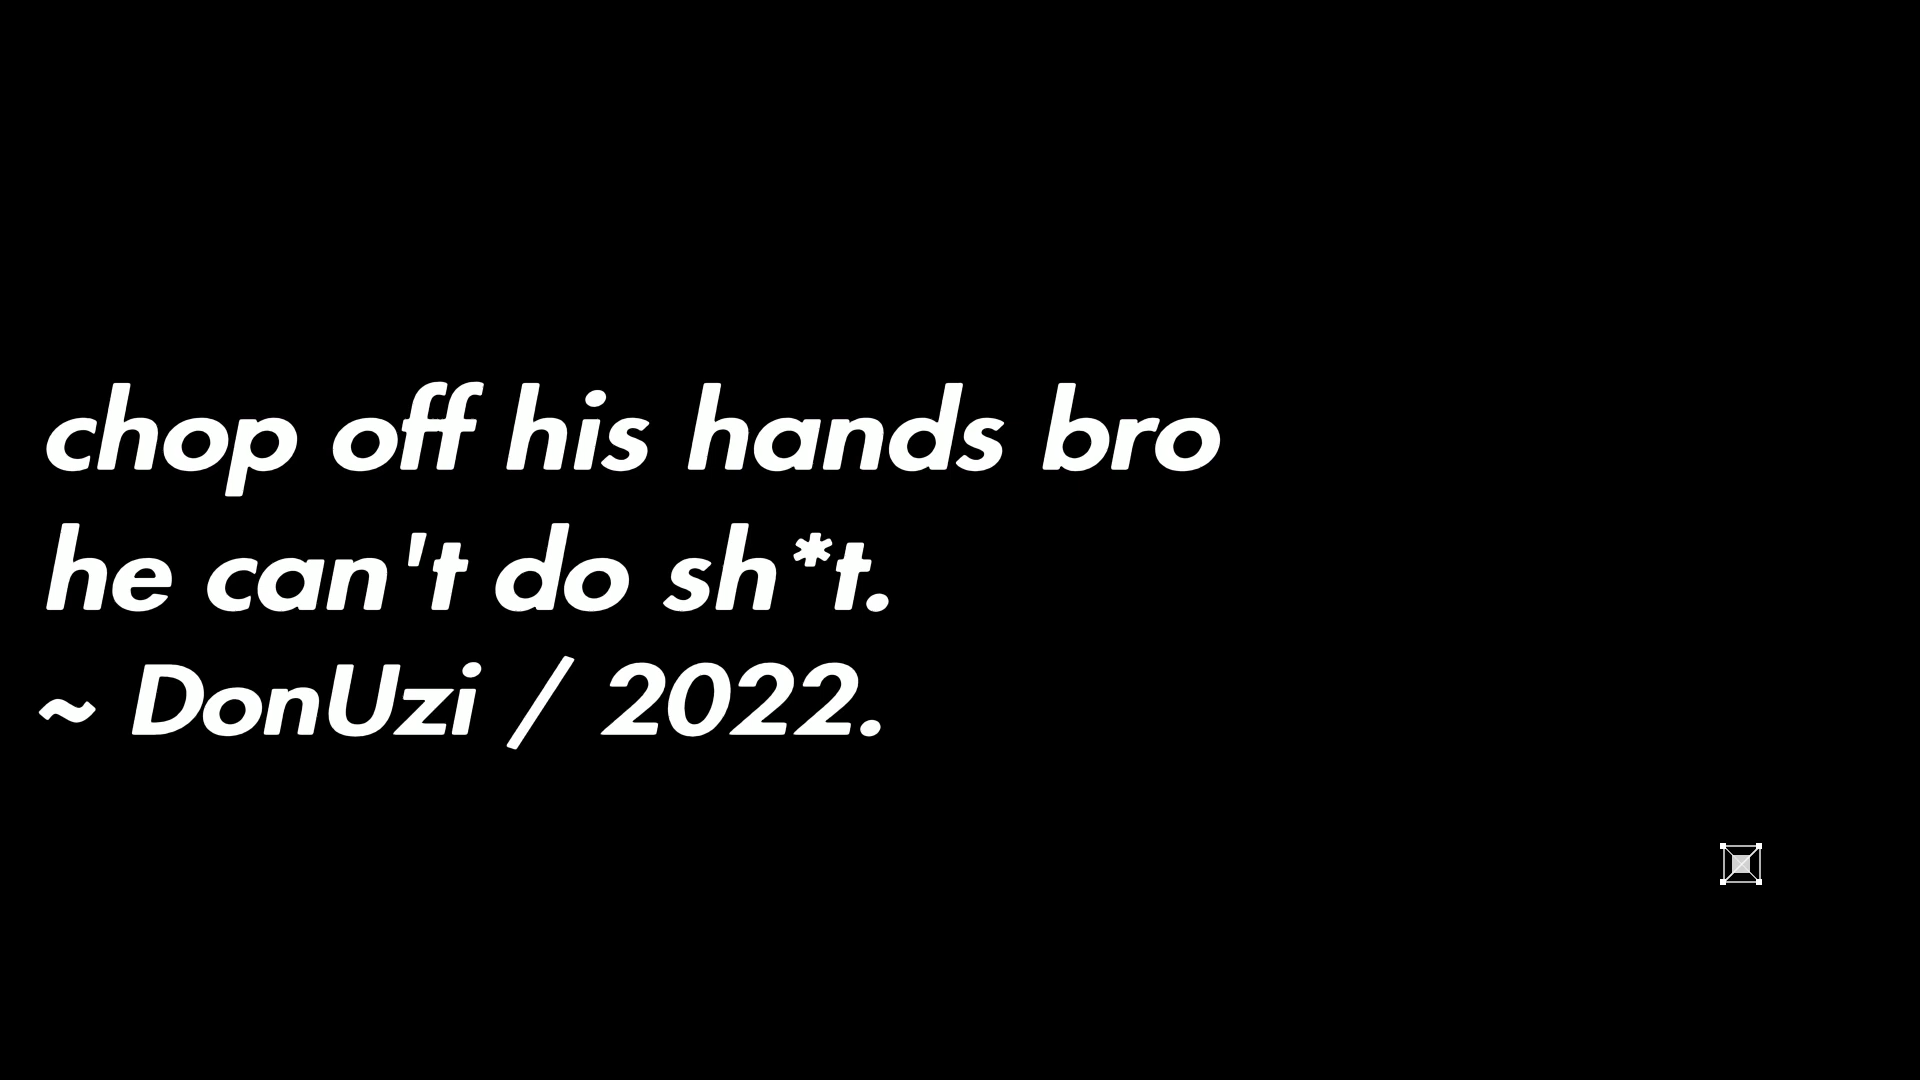 chop off his hands bro
he can't do sh*t.
~ DonUzi / 2022.